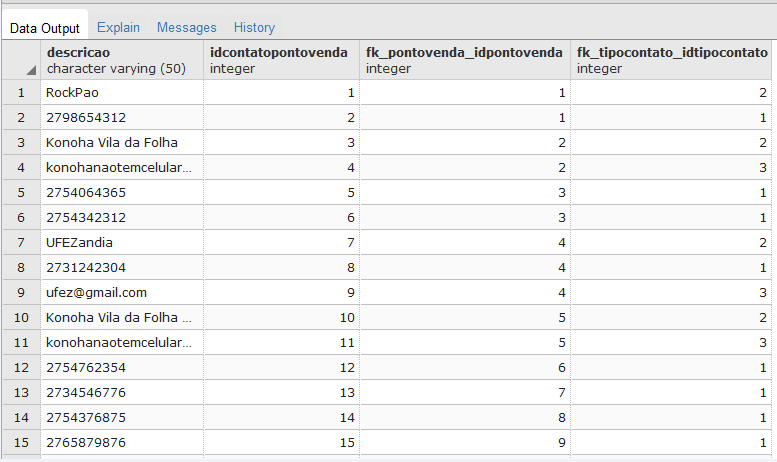 Data Output Explain Messages History
descricao idcontatopontovenda fk_pontovenda_idpontovenda fk_tipocontato_idtipocontato
character varying (50) integer integer integer
1 RockPao 1 1 2
2 2798654312 2 1 1
3 Konoha Vila da Folha 3 2 2
4 konohanaotemcelular... 4 2 3
5 2754064365 5 3 1
6 2754342312 6 3 1
7 UFEZandia 7 4 2
8 2731242304 8 4 1
9 ufez@gmail.com 9 4 3
10 Konoha Vila da Folha ... 10 5 2
11 konohanaotemcelular... 11 5 3
12 2754762354 12 6 1
13 2734546776 13 7 1
14 2754376875 14 8 1
15 2765879876 15 9 1